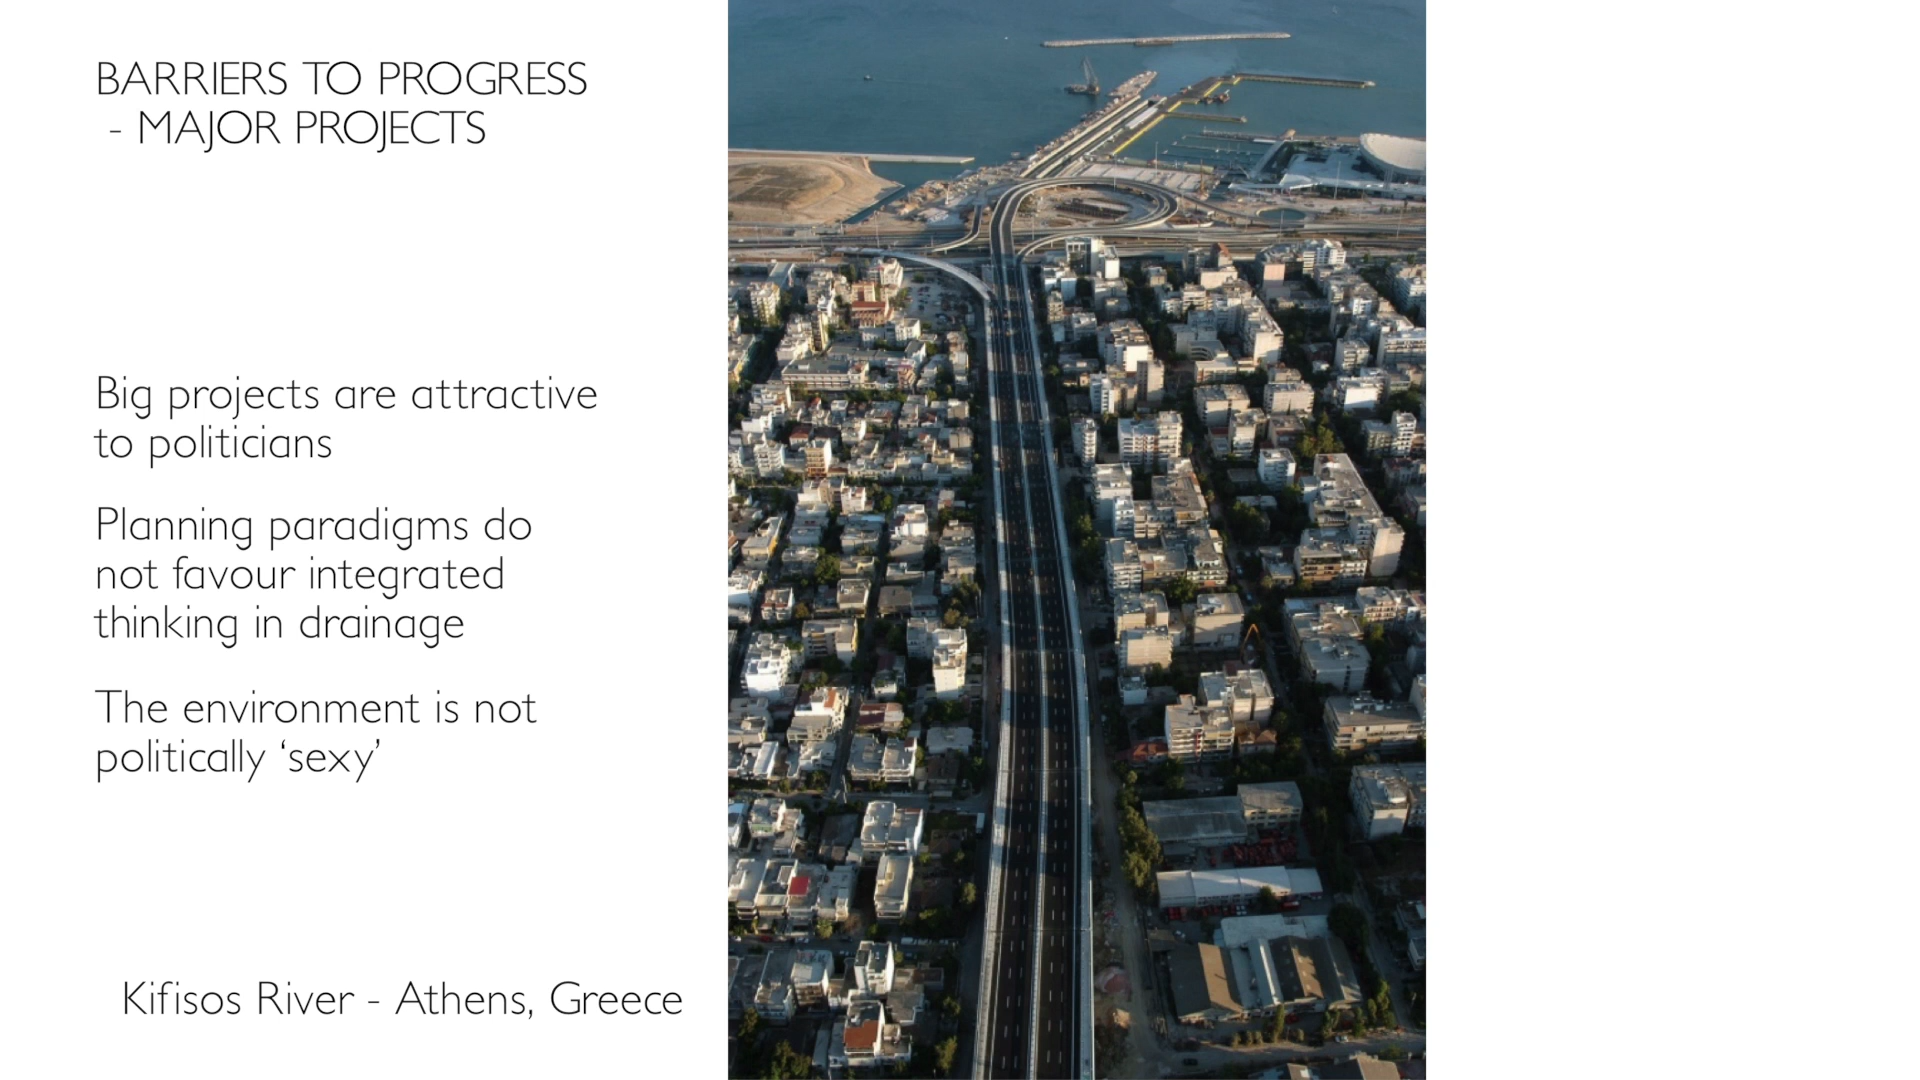 BARRIERS TO PROGRESS
- MAJOR PROJECTS
Big projects are attractive
to politicians
Planning paradigms do
not favour integrated
thinking in drainage
The environment is not
politically ‘sexy’
Kifisos River - Athens, Greece